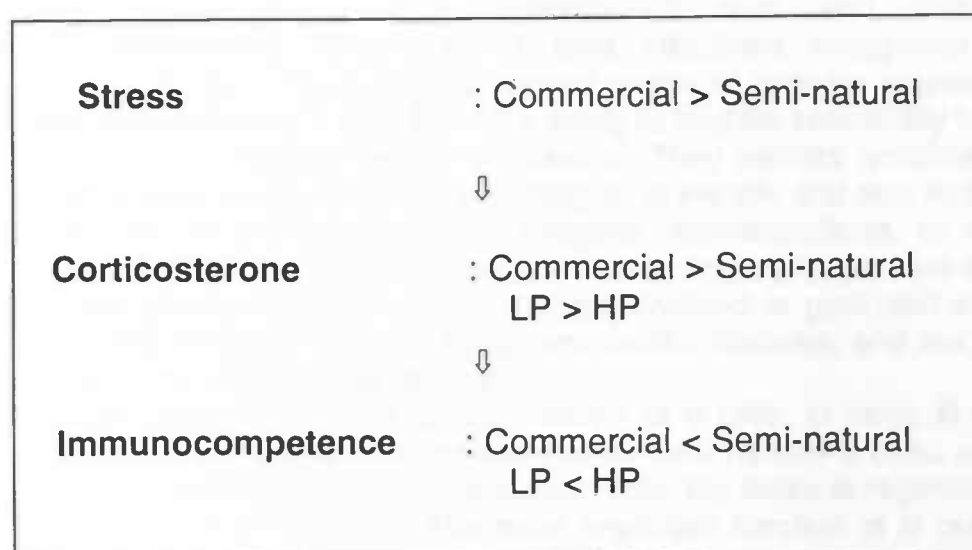 Stress : Commercial > Semi-natural
⇩
Corticosterone : Commercial > Semi-natural
LP > HP
⇩
Immunocompetence : Commercial < Semi-natural
LP < HP